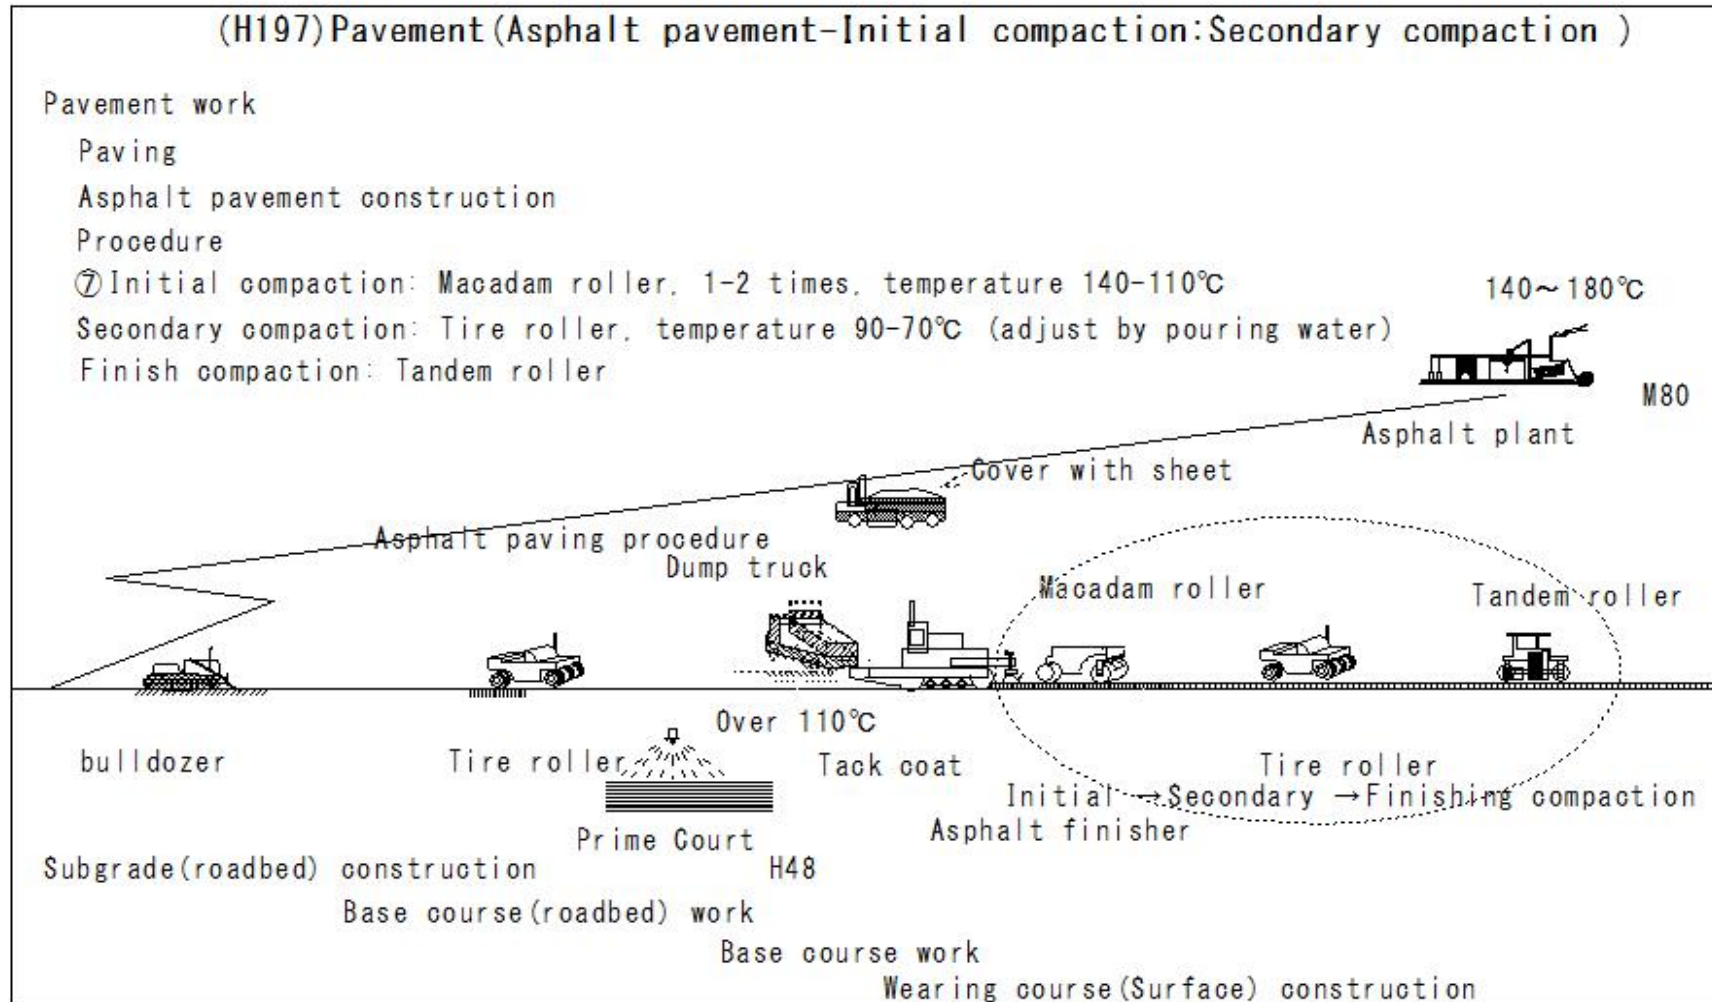 (H197)Pavement(Asphalt pavement-Initial compaction:Secondary compaction )
Pavement work
Paving
Asphalt pavement construction
Procedure
⑦Initial compaction: Macadam roller, 1-2 times, temperature 140-110℃
140～180℃
Secondary compaction: Tire roller, temperature 90-70℃ (adjust by pouring water)
Finish compaction: Tandem roller
M80
Asphalt plant
Cover with sheet
Asphalt paving procedure
Dump truck
Macadam roller
Tandem roller
Over 110℃
bulldozer
Tire roller
Tack coat
Tire roller
Initial →Secondary →Finishing compaction
Asphalt finisher
Prime Court
H48
Subgrade(roadbed) construction
Base course(roadbed) work
Base course work
Wearing course(Surface) construction